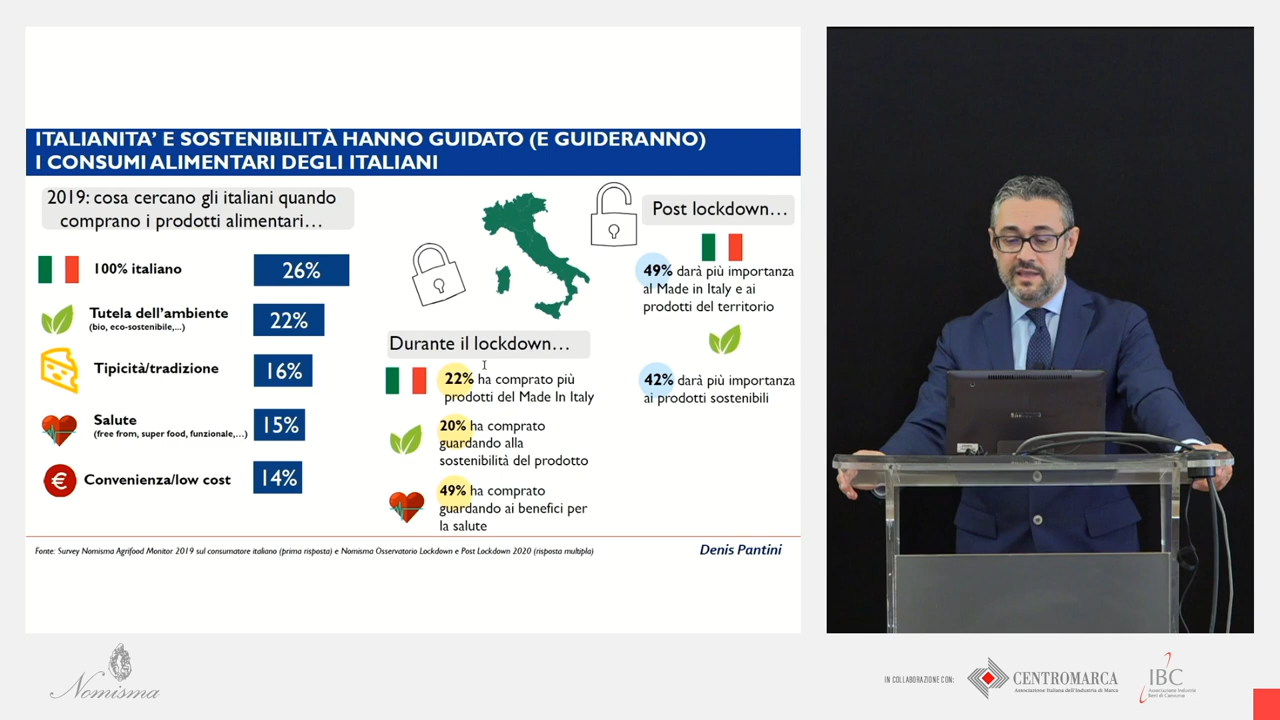 ITALIANITA' E SOSTENIBILITÀ HANNO GUIDATO (E GUIDERANNO)
I CONSUMI ALIMENTARI DEGLI ITALIANI
2019: cosa cercano gli italiani quando
comprano i prodotti alimentari…
100% italiano
26%
Tutela dell'ambiente
(bio, eco-sostenibile,...)
22%
Tipicità/tradizione
16%
Salute
(free from, super food, funzionale,…)
15%
€
Convenienza/low cost
14%
Durante il lockdown…
22% ha comprato più
prodotti del Made In Italy
20% ha comprato
guardando alla
sostenibilità del prodotto
49% ha comprato
guardando ai benefici per
la salute
Post lockdown…
49% darà più importanza
al Made in Italy e ai
prodotti del territorio
42% darà più importanza
ai prodotti sostenibili
Fonte: Survey Nomisma Agrifood Monitor 2019 sul consumatore italiano (prima risposta) e Nomisma Osservatorio Lockdown e Post Lockdown 2020 (risposta multipla)
Denis Pantini
SAMSUNG
Nomisma
IN COLLABORAZIONE CON:
CENTROMARCA
Associazione Italiana dell'Industria di Marca
IBC
Associazione Industrie
Beni di Consumo